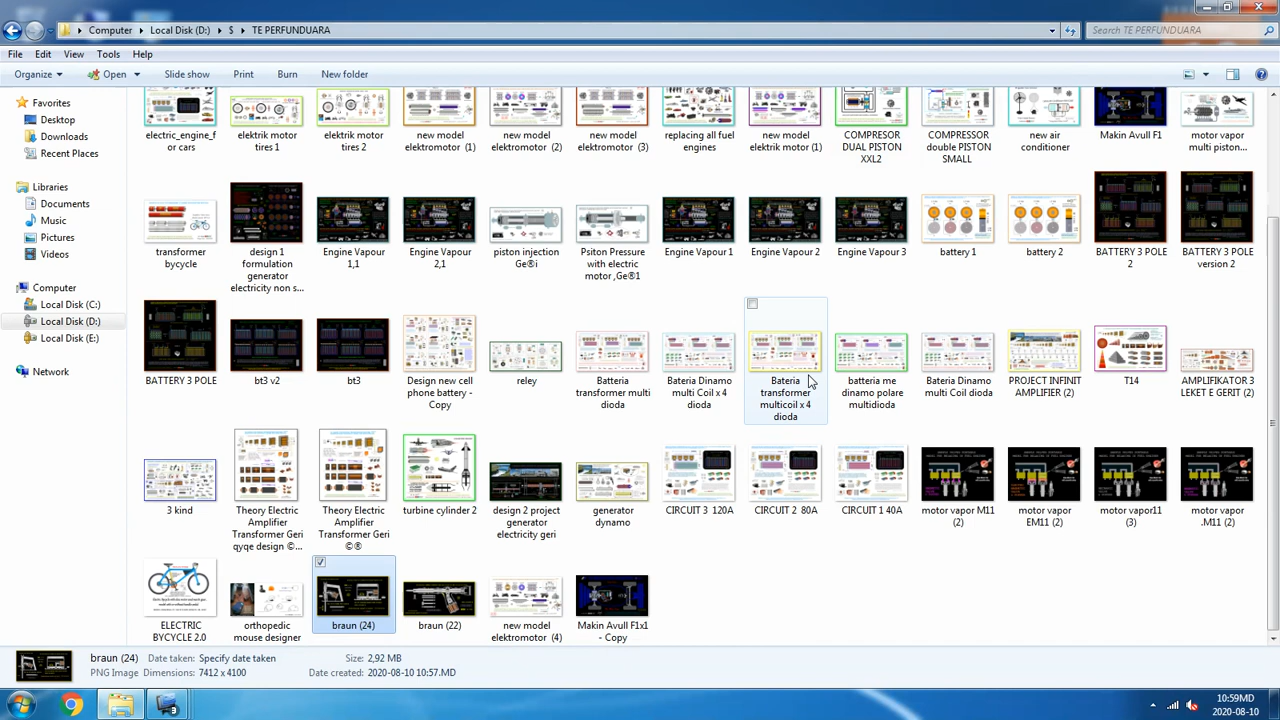 Computer ▸ Local Disk (D:) ▸ $ ▸ TE PERFUNDUARA
Search TE PERFUNDUARA
File Edit View Tools Help
Organize Open Slide show Print Burn New folder
Favorites
Desktop
Downloads
Recent Places
Libraries
Documents
Music
Pictures
Videos
Computer
Local Disk (C:)
Local Disk (D:)
Local Disk (E:)
Network
electric_engine_f
or cars
elektrik motor
tires 1
elektrik motor
tires 2
new model
elektromotor (1)
new model
elektromotor (2)
new model
elektromotor (3)
replacing all fuel
engines
new model
elektrik motor (1)
COMPRESOR
DUAL PISTON
XXL2
COMPRESSOR
double PISTON
SMALL
new air
conditioner
Makin Avull F1
motor vapor
multi piston...
transformer
bycycle
design 1
formulation
generator
electricity non s...
Engine Vapour
1,1
Engine Vapour
2,1
piston injection
Ge®i
Psiton Pressure
with electric
motor ,Ge®1
Engine Vapour 1
Engine Vapour 2
Engine Vapour 3
battery 1
battery 2
BATTERY 3 POLE
2
BATTERY 3 POLE
version 2
BATTERY 3 POLE
bt3 v2
bt3
Design new cell
phone battery -
Copy
reley
Batteria
transformer multi
dioda
Bateria Dinamo
multi Coil x 4
dioda
Bateria
transformer
multicoil x 4
dioda
batteria me
dinamo polare
multidioda
Bateria Dinamo
multi Coil dioda
PROJECT INFINIT
AMPLIFIER (2)
T14
AMPLIFIKATOR 3
LEKET E GERIT (2)
3 kind
Theory Electric
Amplifier
Transformer Geri
qyqe design ©...
Theory Electric
Amplifier
Transformer Geri
©®
turbine cylinder 2
design 2 project
generator
electricity geri
generator
dynamo
CIRCUIT 3 120A
CIRCUIT 2 80A
CIRCUIT 1 40A
motor vapor M11
(2)
motor vapor
EM11 (2)
motor vapor11
(3)
motor vapor
.M11 (2)
ELECTRIC
BYCYCLE 2.0
orthopedic
mouse designer
braun (24)
braun (22)
new model
elektromotor (4)
Makin Avull F1x1
- Copy
braun (24) Date taken: Specify date taken Size: 2,92 MB
PNG Image Dimensions: 7412 x 4100 Date created: 2020-08-10 10:57.MD
10:59MD
2020-08-10